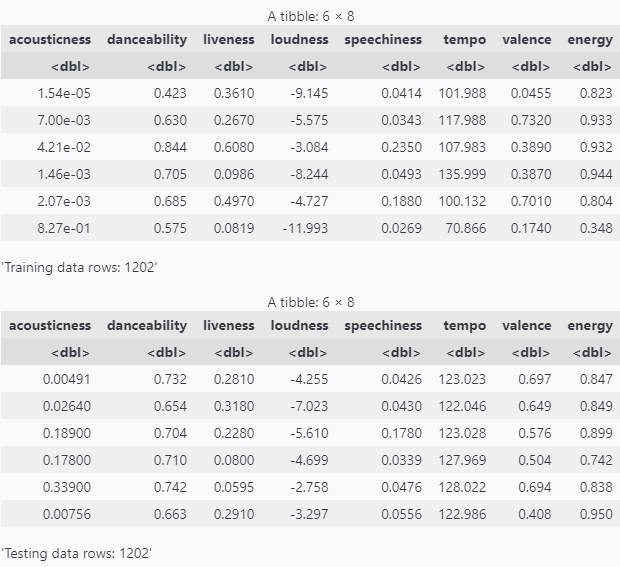 A tibble: 6 × 8
acousticness danceability liveness loudness speechiness tempo valence energy
<dbl> <dbl> <dbl> <dbl> <dbl> <dbl> <dbl> <dbl>
1.54e-05 0.423 0.3610 -9.145 0.0414 101.988 0.0455 0.823
7.00e-03 0.630 0.2670 -5.575 0.0343 117.988 0.7320 0.933
4.21e-02 0.844 0.6080 -3.084 0.2350 107.983 0.3890 0.932
1.46e-03 0.705 0.0986 -8.244 0.0493 135.999 0.3870 0.944
2.07e-03 0.685 0.4970 -4.727 0.1880 100.132 0.7010 0.804
8.27e-01 0.575 0.0819 -11.993 0.0269 70.866 0.1740 0.348
'Training data rows: 1202'
A tibble: 6 × 8
acousticness danceability liveness loudness speechiness tempo valence energy
<dbl> <dbl> <dbl> <dbl> <dbl> <dbl> <dbl> <dbl>
0.00491 0.732 0.2810 -4.255 0.0426 123.023 0.697 0.847
0.02640 0.654 0.3180 -7.023 0.0430 122.046 0.649 0.849
0.18900 0.704 0.2280 -5.610 0.1780 123.028 0.576 0.899
0.17800 0.710 0.0800 -4.699 0.0339 127.969 0.504 0.742
0.33900 0.742 0.0595 -2.758 0.0476 128.022 0.694 0.838
0.00756 0.663 0.2910 -3.297 0.0556 122.986 0.408 0.950
'Testing data rows: 1202'